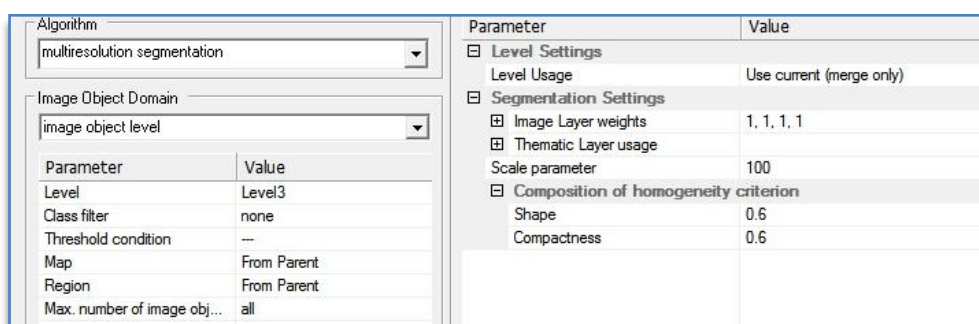 Algorithm
multiresolution segmentation
Image Object Domain
image object level
Parameter Value
Level Level3
Class filter none
Threshold condition ---
Map From Parent
Region From Parent
Max. number of image obj... all
Parameter Value
Level Settings
Level Usage Use current (merge only)
Segmentation Settings
Image Layer weights 1, 1, 1, 1
Thematic Layer usage
Scale parameter 100
Composition of homogeneity criterion
Shape 0.6
Compactness 0.6